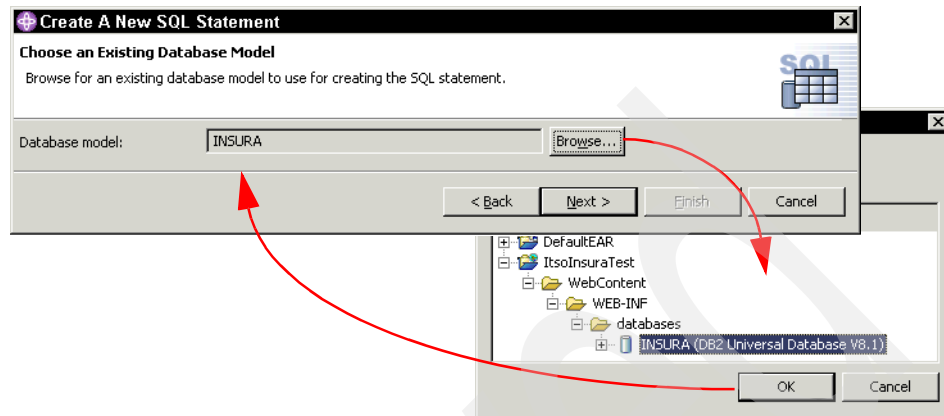 Create A New SQL Statement
Choose an Existing Database Model
Browse for an existing database model to use for creating the SQL statement.
SQL
Database model:
INSURA
Browse...
< Back
Next >
Finish
Cancel
DefaultEAR
ItsoInsuraTest
WebContent
WEB-INF
databases
INSURA (DB2 Universal Database V8.1)
OK
Cancel